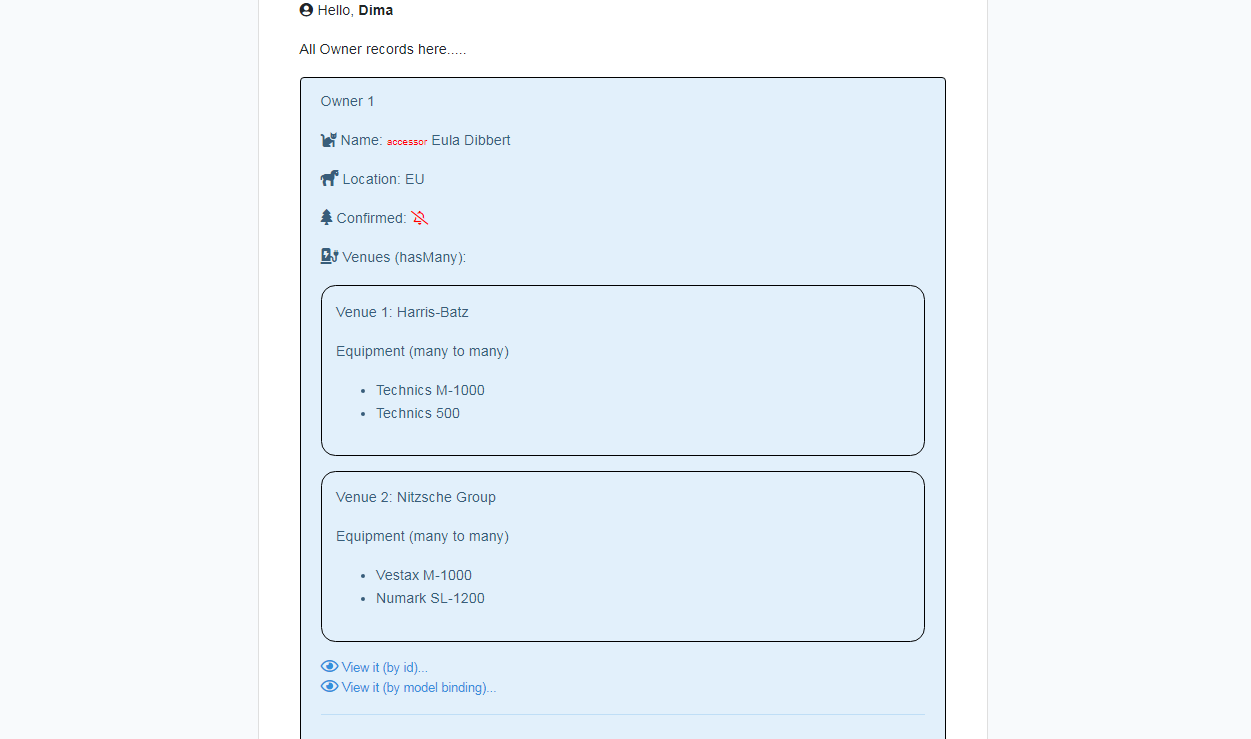 Hello, Dima
All Owner records here.....
Owner 1
Name: accessor Eula Dibbert
Location: EU
Confirmed:
Venues (hasMany):
Venue 1: Harris-Batz
Equipment (many to many)
Technics M-1000
Technics 500
Venue 2: Nitzsche Group
Equipment (many to many)
Vestax M-1000
Numark SL-1200
View it (by id)...
View it (by model binding)...